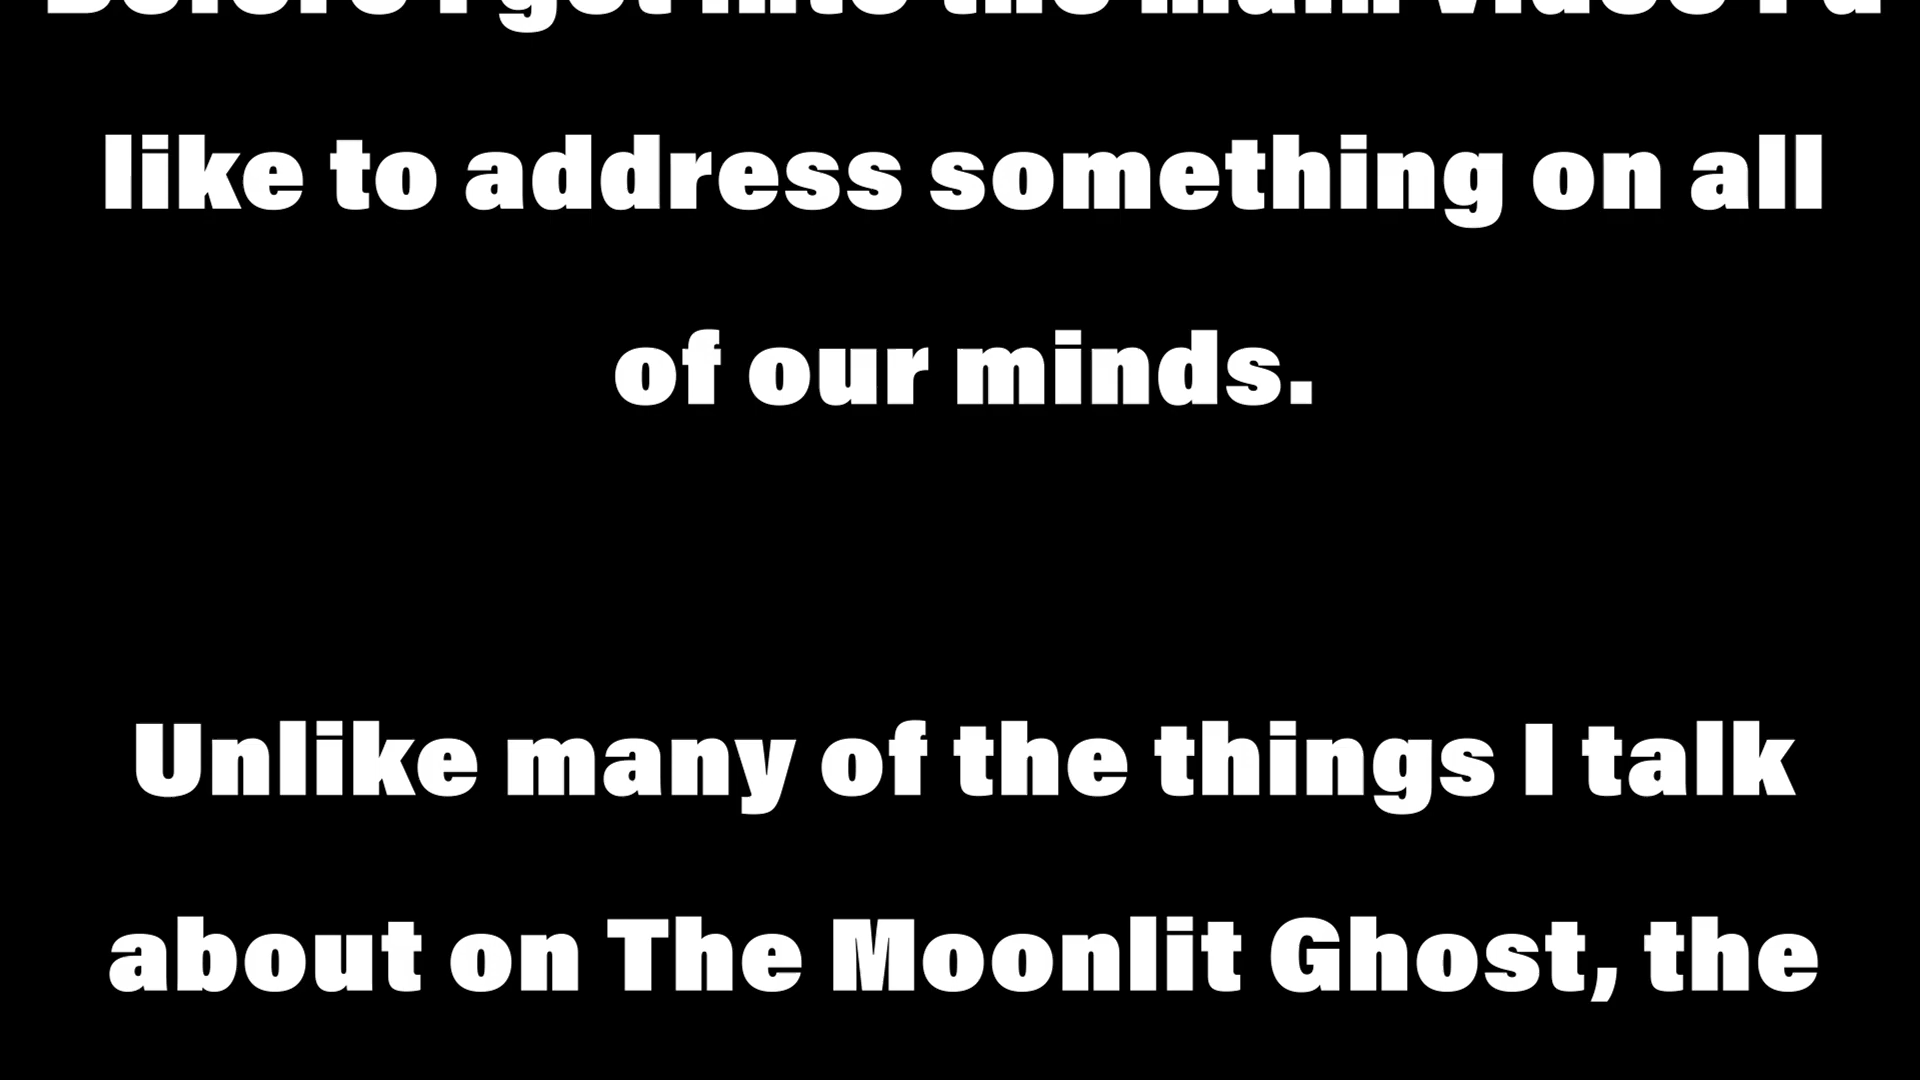 Before I get into the main video I'd
like to address something on all
of our minds.
Unlike many of the things I talk
about on The Moonlit Ghost, the